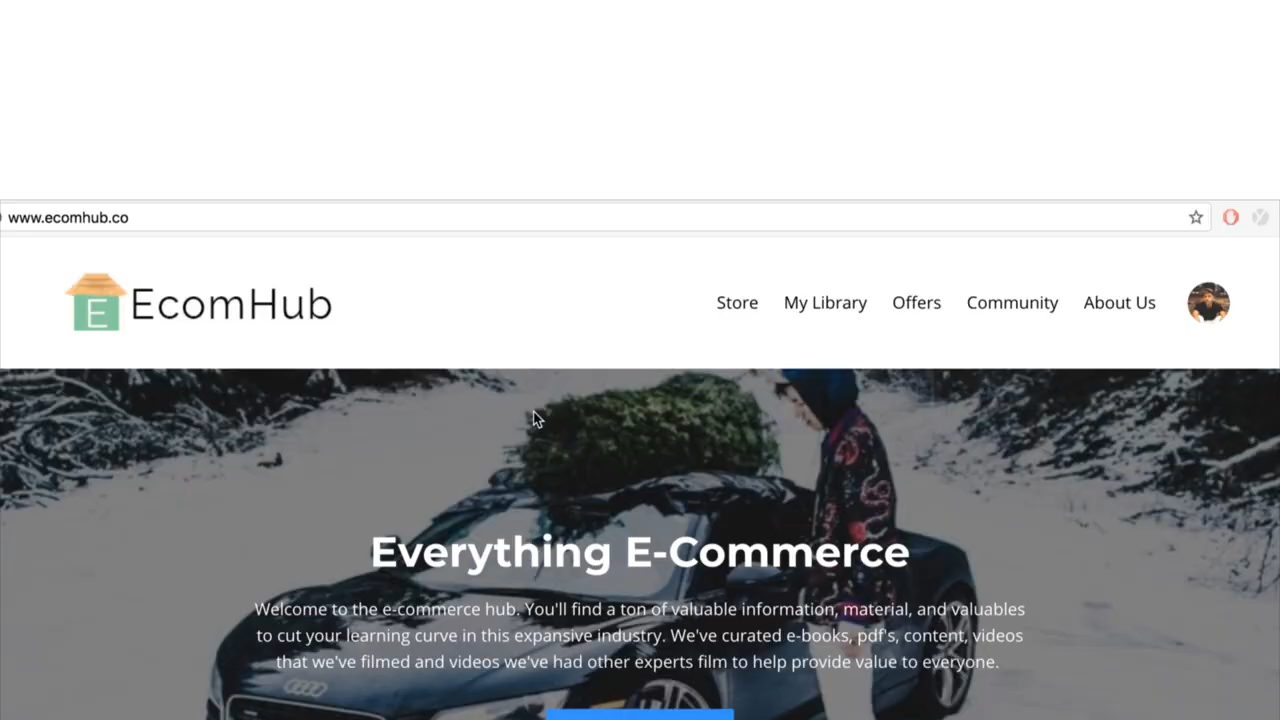 www.ecomhub.co
E EcomHub
Store My Library Offers Community About Us
Everything E-Commerce
Welcome to the e-commerce hub. You'll find a ton of valuable information, material, and valuables
to cut your learning curve in this expansive industry. We've curated e-books, pdf's, content, videos
that we've filmed and videos we've had other experts film to help provide value to everyone.